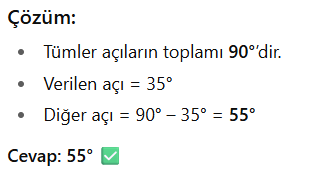 Çözüm:
• Tümler açıların toplamı 90°'dir.
• Verilen açı = 35°
• Diğer açı = 90° – 35° = 55°
Cevap: 55° ✅